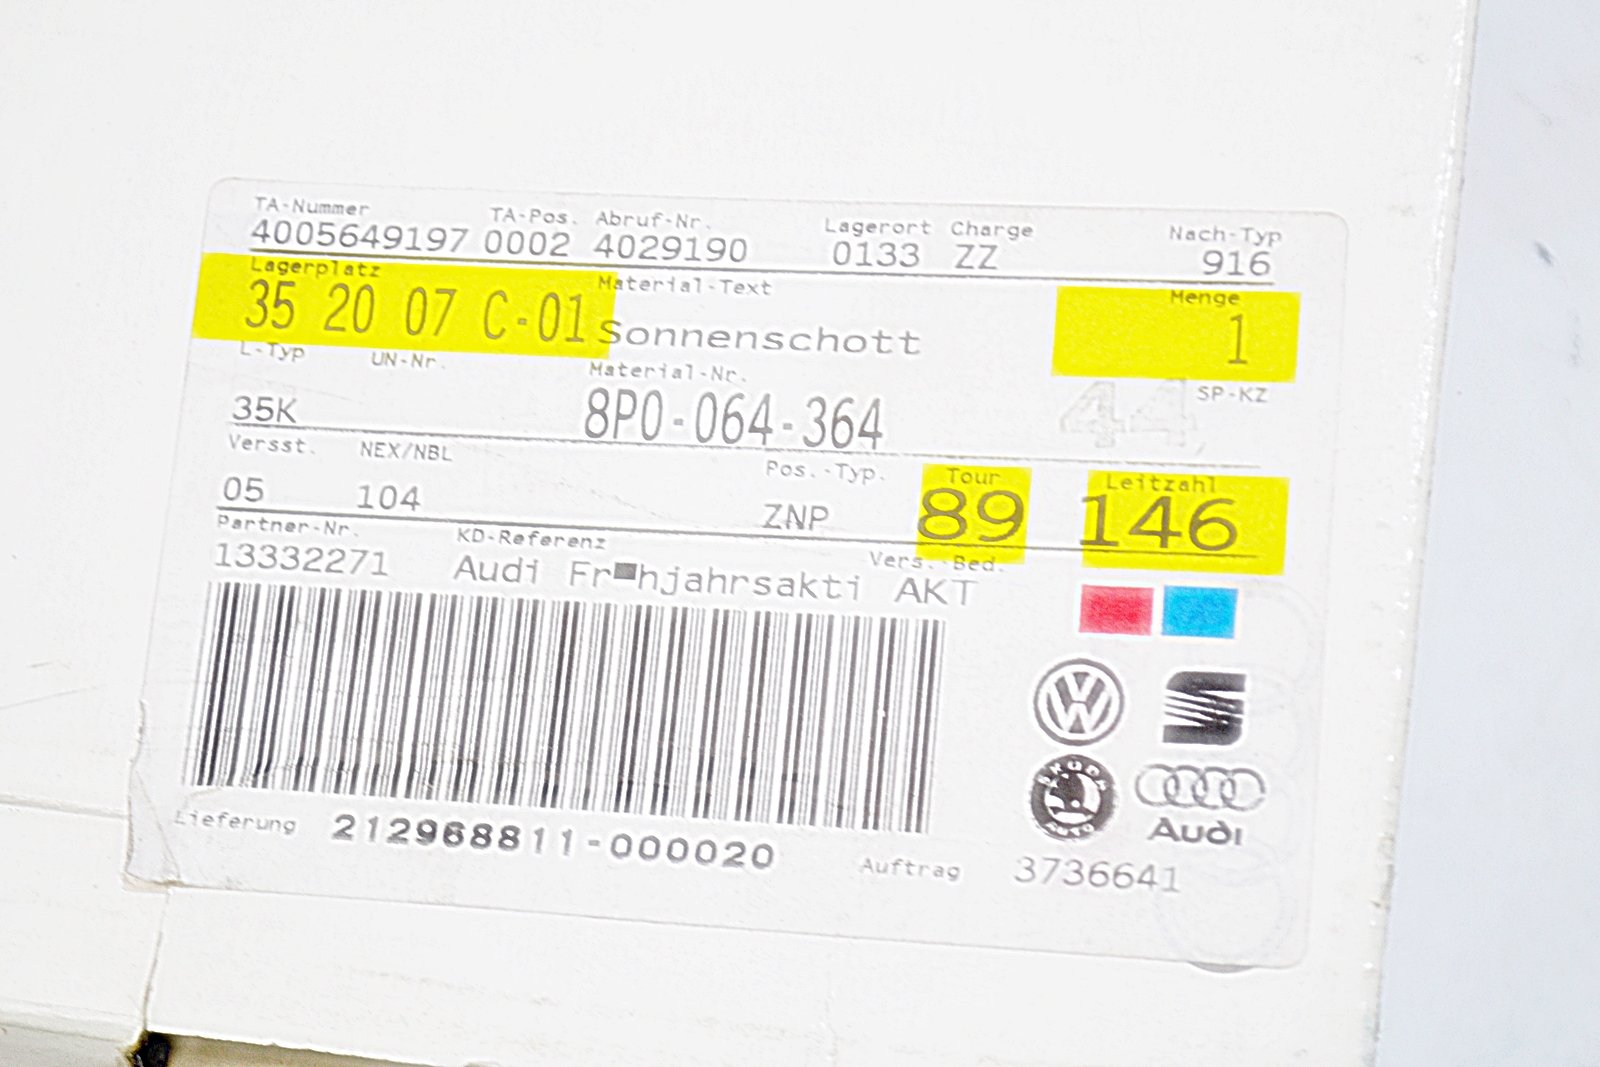 TA-Nummer TA-Pos. Abruf-Nr. Lagerort Charge Nach-Typ
4005649197 0002 4029190 0133 ZZ 916
Lagerplatz Material-Text Menge
35 20 07 C-01 Sonnenschott 1
L-Typ UN-Nr. Material-Nr. SP-KZ
35K 8P0-064-364 44
Versst. NEX/NBL Pos.-Typ. Tour Leitzahl
05 104 ZNP 89 146
Partner-Nr. KD-Referenz Vers.-Bed.
13332271 Audi Fr■hjahrsakti AKT
ŠKODA
AUTO
Audi
Lieferung 212968811-000020 Auftrag 3736641